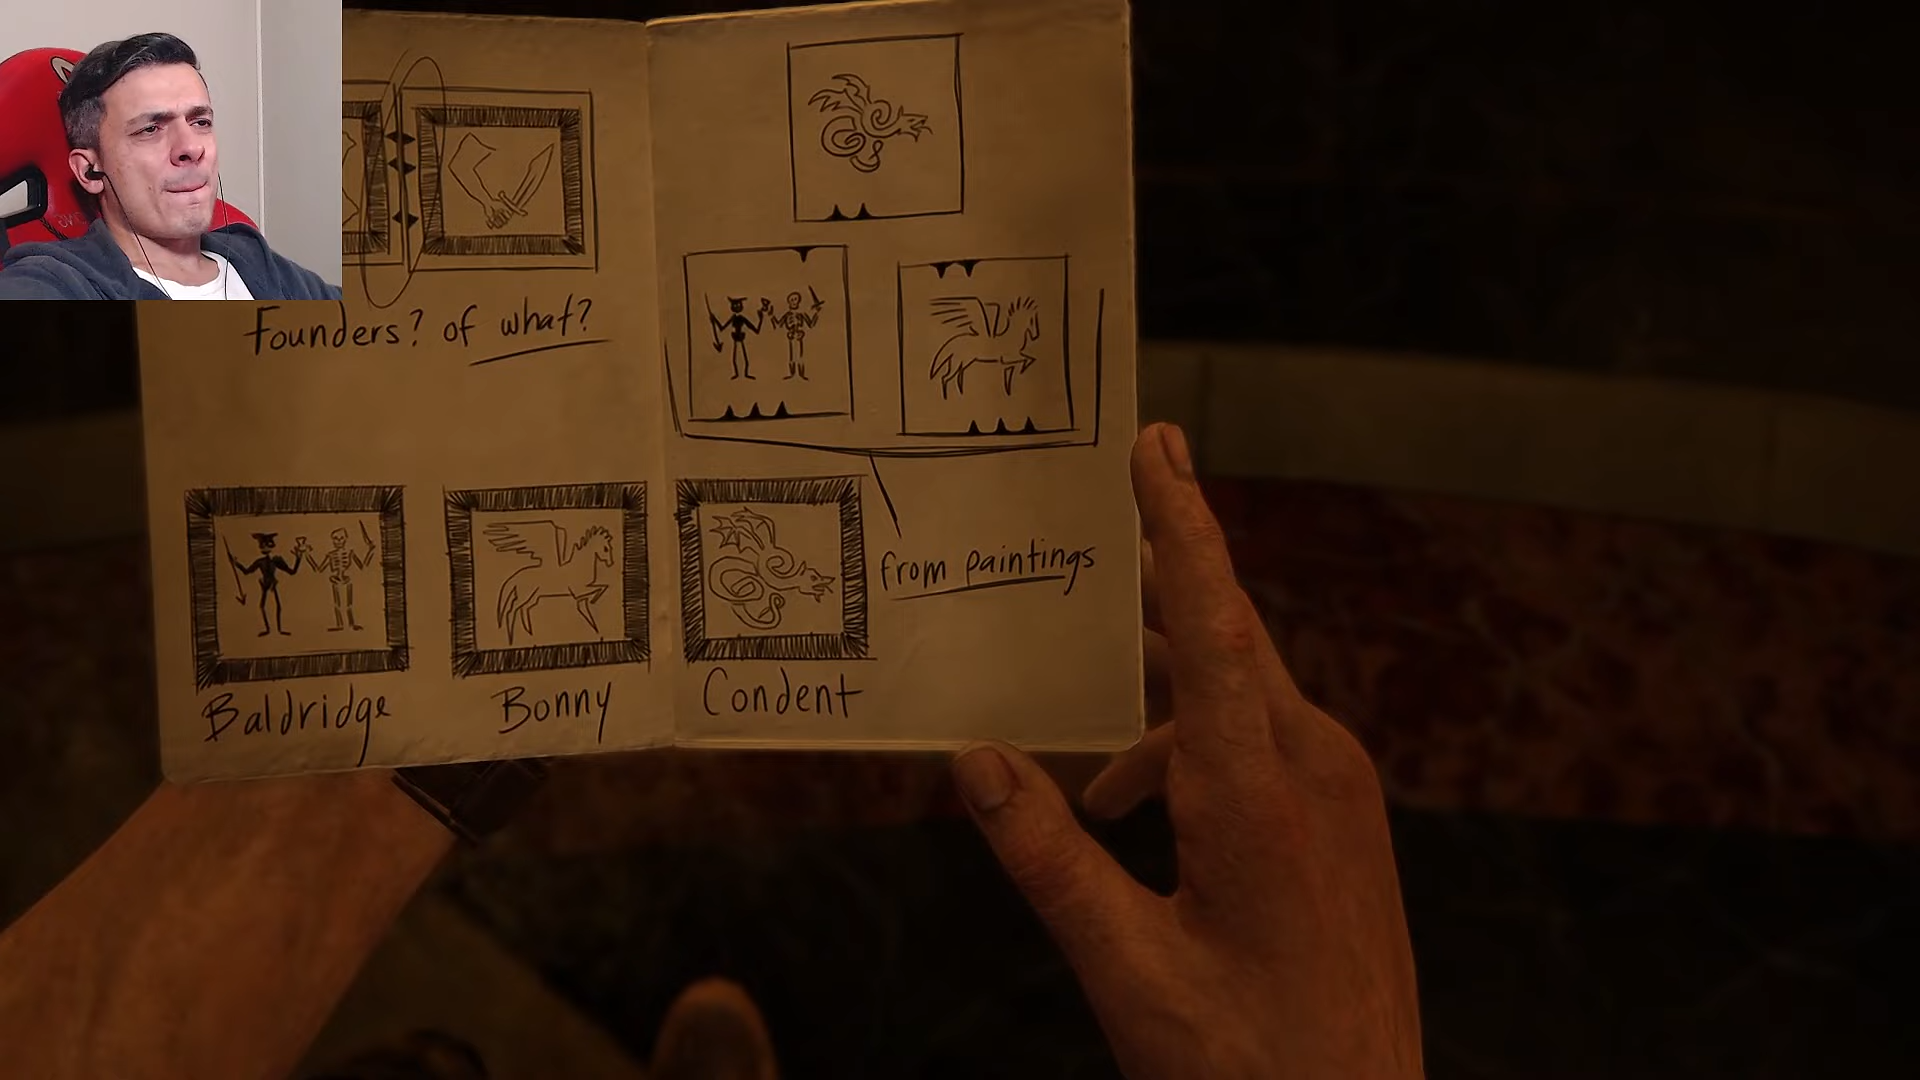 Founders? of what?
from paintings
Baldridge
Bonny
Condent